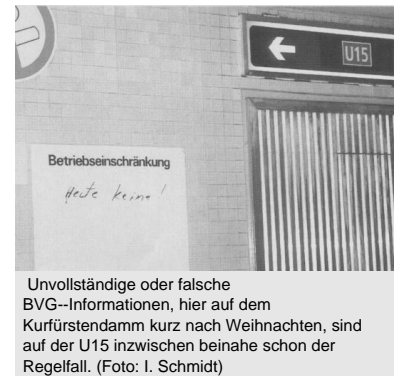 U15
Betriebseinschränkung
Heute keine!
Unvollständige oder falsche
BVG--Informationen, hier auf dem
Kurfürstendamm kurz nach Weihnachten, sind
auf der U15 inzwischen beinahe schon der
Regelfall. (Foto: I. Schmidt)